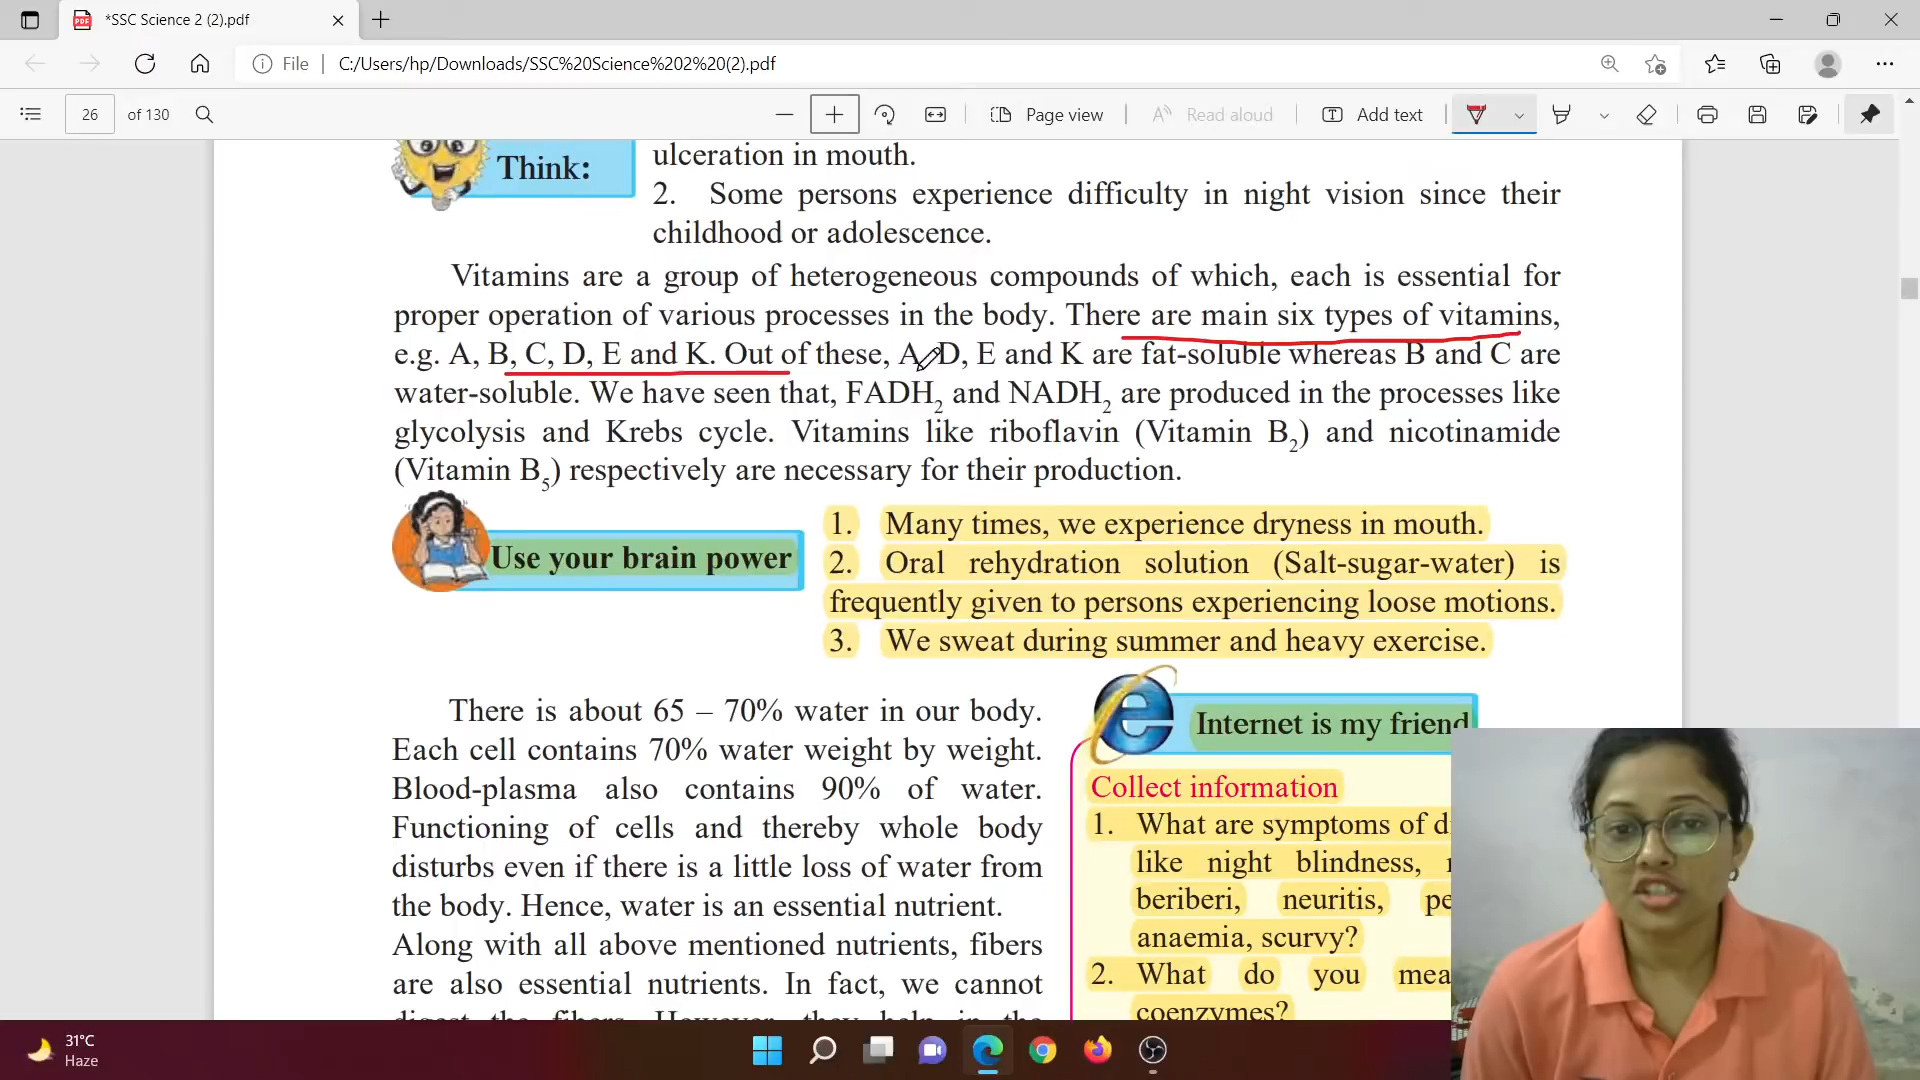 *SSC Science 2 (2).pdf
File
C:/Users/hp/Downloads/SSC%20Science%202%20(2).pdf
26 of 130
Page view
Read aloud
Add text
Think:
ulceration in mouth.
2. Some persons experience difficulty in night vision since their
childhood or adolescence.
Vitamins are a group of heterogeneous compounds of which, each is essential for
proper operation of various processes in the body. There are main six types of vitamins,
e.g. A, B, C, D, E and K. Out of these, A, D, E and K are fat-soluble whereas B and C are
water-soluble. We have seen that, FADH2 and NADH2 are produced in the processes like
glycolysis and Krebs cycle. Vitamins like riboflavin (Vitamin B2) and nicotinamide
(Vitamin B5) respectively are necessary for their production.
Use your brain power
1. Many times, we experience dryness in mouth.
2. Oral rehydration solution (Salt-sugar-water) is
frequently given to persons experiencing loose motions.
3. We sweat during summer and heavy exercise.
There is about 65 – 70% water in our body.
Each cell contains 70% water weight by weight.
Blood-plasma also contains 90% of water.
Functioning of cells and thereby whole body
disturbs even if there is a little loss of water from
the body. Hence, water is an essential nutrient.
Along with all above mentioned nutrients, fibers
are also essential nutrients. In fact, we cannot
digest the fibers. However, they help in the
Internet is my friend
Collect information
1. What are symptoms of
like night blindness,
beriberi, neuritis,
anaemia, scurvy?
2. What do you
coenzymes?
31°C
Haze